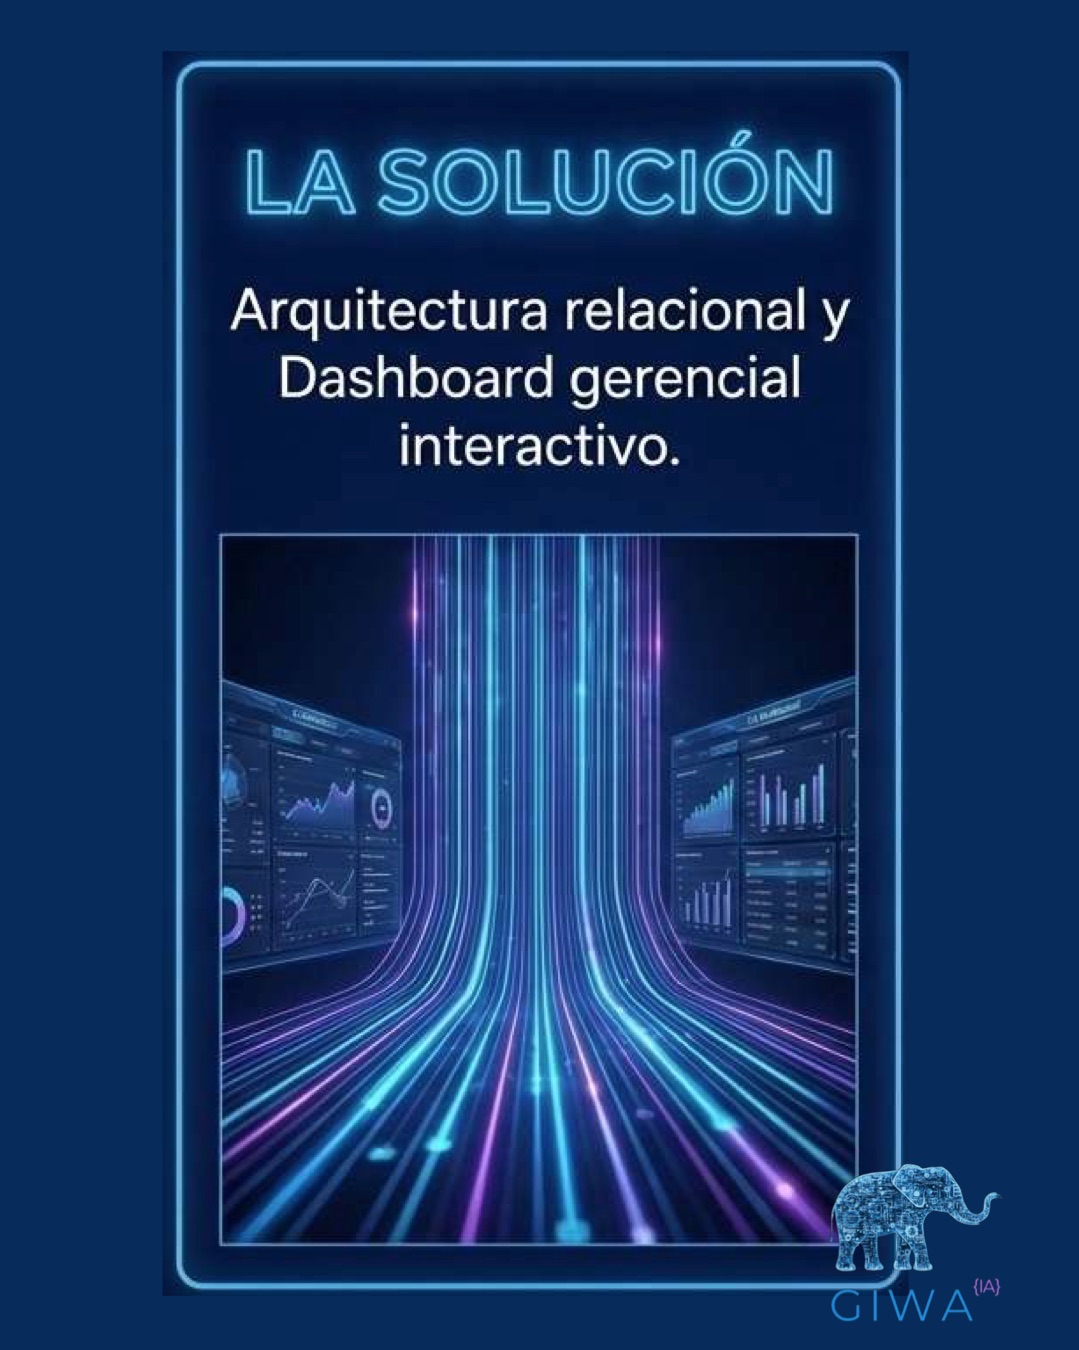 LA SOLUCIÓN
Arquitectura relacional y
Dashboard gerencial
interactivo.
GIWA {IA}